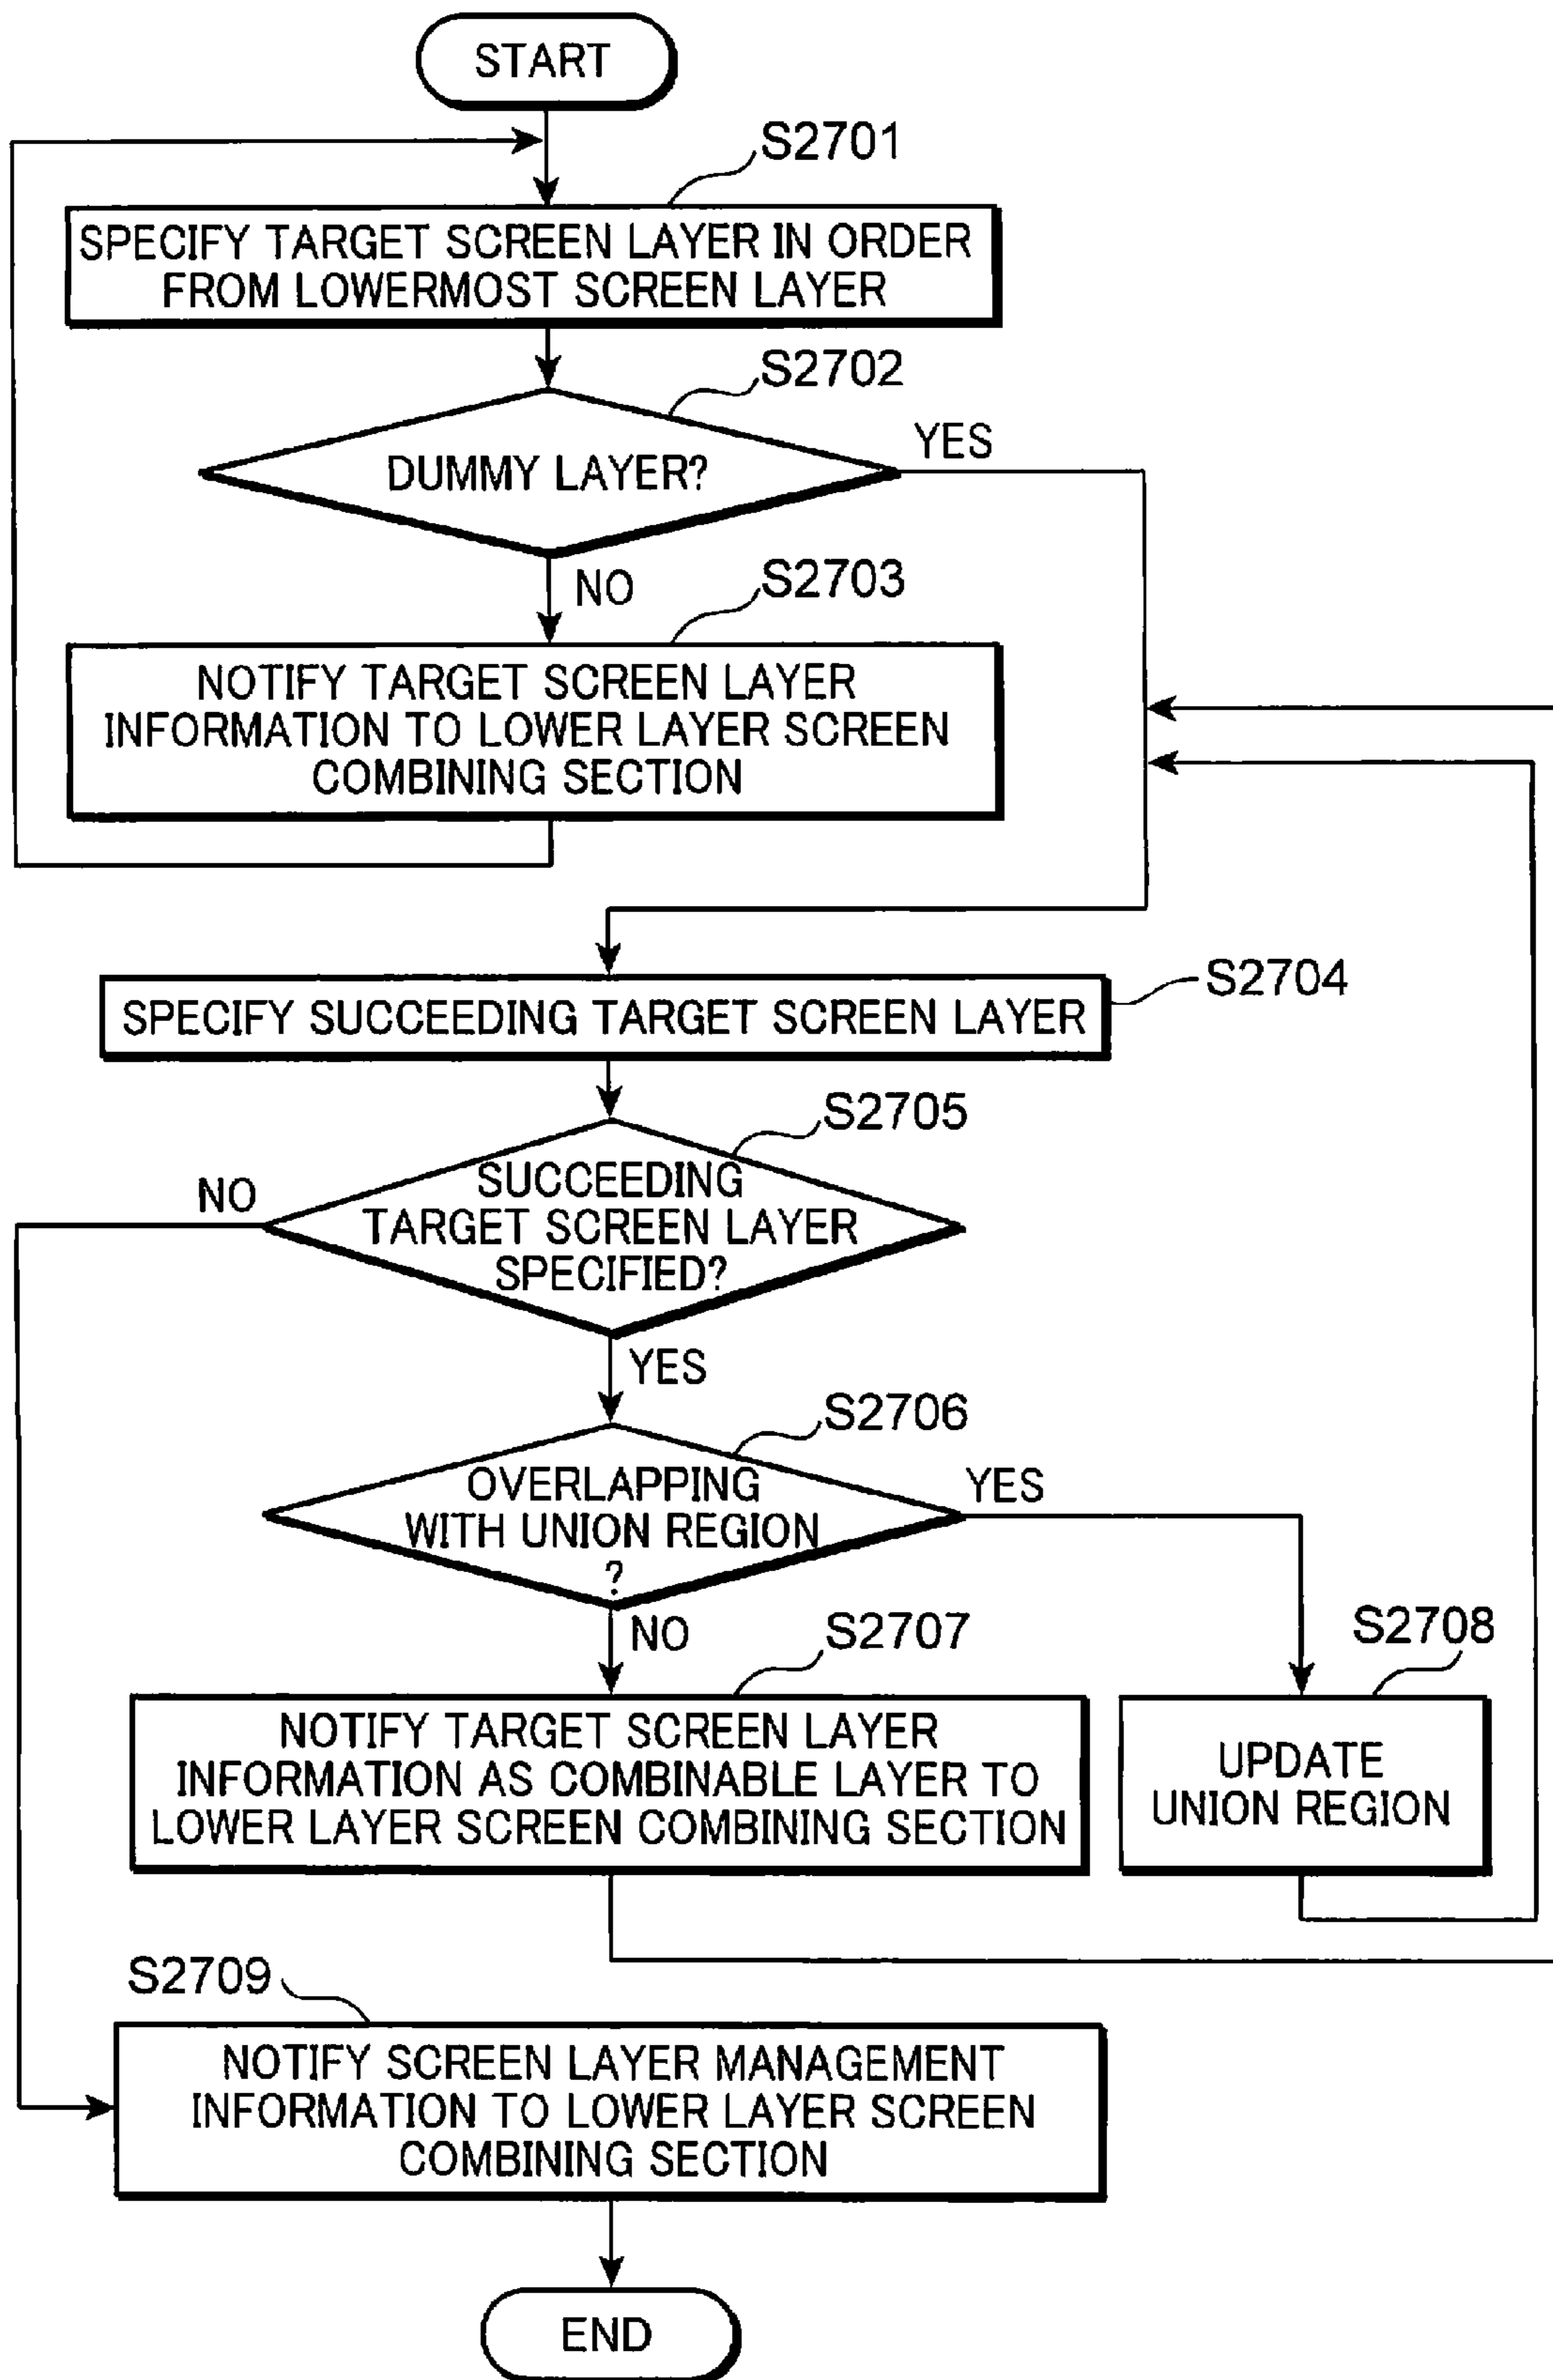 START
S2701
SPECIFY TARGET SCREEN LAYER IN ORDER
FROM LOWERMOST SCREEN LAYER
S2702
YES
DUMMY LAYER?
NO
S2703
NOTIFY TARGET SCREEN LAYER
INFORMATION TO LOWER LAYER SCREEN
COMBINING SECTION
S2704
SPECIFY SUCCEEDING TARGET SCREEN LAYER
S2705
NO
SUCCEEDING
TARGET SCREEN LAYER
SPECIFIED?
YES
S2706
YES
OVERLAPPING
WITH UNION REGION
?
NO
S2707
S2708
NOTIFY TARGET SCREEN LAYER
INFORMATION AS COMBINABLE LAYER TO
LOWER LAYER SCREEN COMBINING SECTION
UPDATE
UNION REGION
S2709
NOTIFY SCREEN LAYER MANAGEMENT
INFORMATION TO LOWER LAYER SCREEN
COMBINING SECTION
END